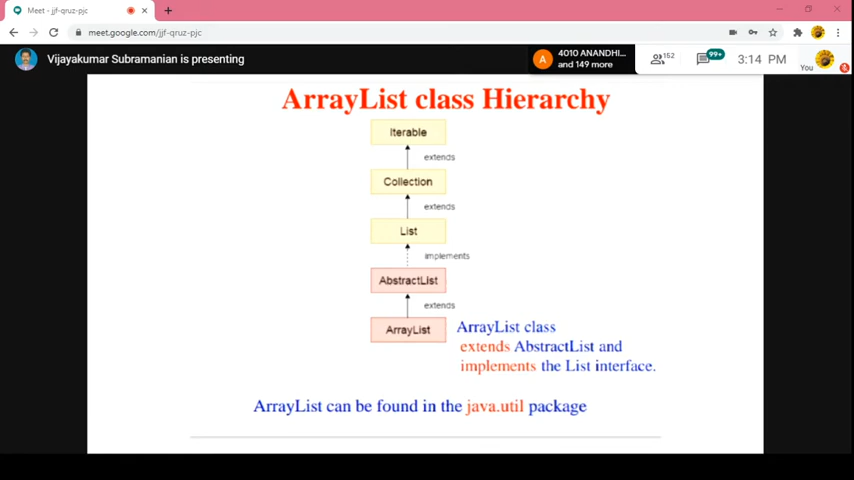 Meet - jjf-qruz-pjc
meet.google.com/jjf-qruz-pjc
Vijayakumar Subramanian is presenting
A
4010 ANANDHI...
and 149 more
152
99+
3:14 PM
You
ArrayList class Hierarchy
Iterable
extends
Collection
extends
List
implements
AbstractList
extends
ArrayList
ArrayList class
extends AbstractList and
implements the List interface.
ArrayList can be found in the java.util package